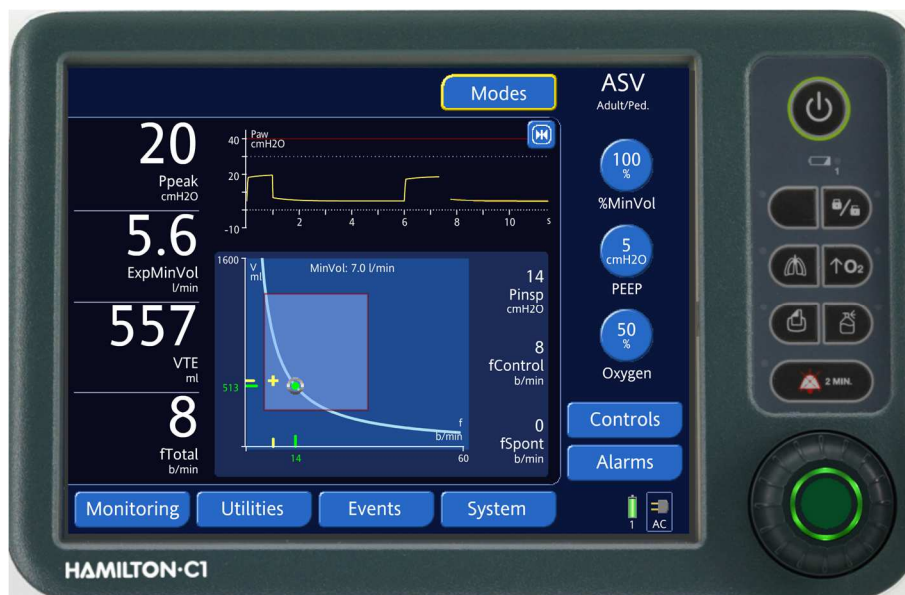 Modes
ASV
Adult/Ped.
20
Ppeak
cmH2O
5.6
ExpMinVol
l/min
557
VTE
ml
8
fTotal
b/min
Paw
cmH2O
40
20
-10
2
4
6
8
10
s
1600
V
ml
MinVol: 7.0 l/min
513
14
f
b/min
60
14
Pinsp
cmH2O
8
fControl
b/min
0
fSpont
b/min
100
%
%MinVol
5
cmH2O
PEEP
50
%
Oxygen
Controls
Alarms
Monitoring
Utilities
Events
System
1
AC
HAMILTON·C1
1
↑O₂
2 MIN.